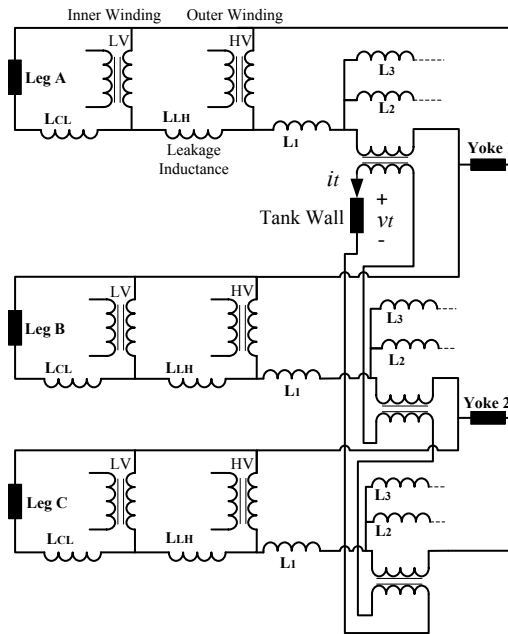 Inner Winding Outer Winding
LV HV
Leg A
L3
L2
LCL LLH L1
Leakage
Inductance
Yoke 1
it
+
Tank Wall vt
-
LV HV
Leg B
L3
L2
LCL LLH L1
Yoke 2
LV HV
Leg C
L3
L2
LCL LLH L1